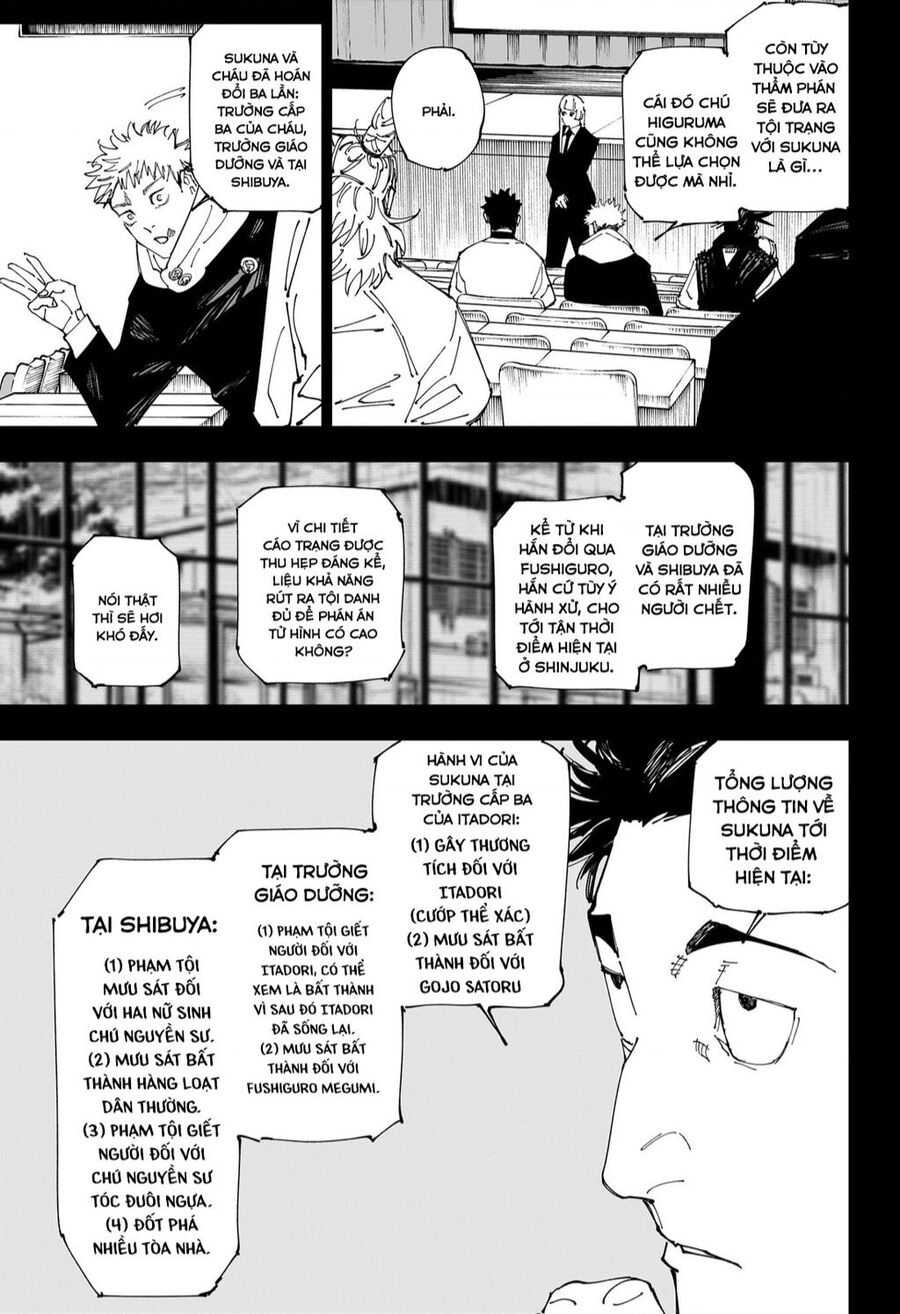 CÒN TÙY
THUỘC VÀO
THẨM PHÁN
SẼ ĐƯA RA
TỘI TRẠNG
VỚI SUKUNA
LÀ GÌ...
CÁI ĐÓ CHÚ
HIGURUMA
CŨNG KHÔNG
THỂ LỰA CHỌN
ĐƯỢC MÀ NHỈ.
PHẢI.
SUKUNA VÀ
CHÁU ĐÃ HOÁN
ĐỔI BA LẦN:
TRƯỜNG CẤP
BA CỦA CHÁU,
TRƯỜNG GIÁO
DƯỠNG VÀ TẠI
SHIBUYA.
TẠI TRƯỜNG
GIÁO DƯỠNG
VÀ SHIBUYA ĐÃ
CÓ RẤT NHIỀU
NGƯỜI CHẾT.
KỂ TỪ KHI
HẮN ĐỔI QUA
FUSHIGURO,
HẮN CỨ TÙY Ý
HÀNH XỬ, CHO
TỚI TẬN THỜI
ĐIỂM HIỆN TẠI
Ở SHINJUKU.
VÌ CHI TIẾT
CÁO TRẠNG ĐƯỢC
THU HẸP ĐÁNG KỂ,
LIỆU KHẢ NĂNG
RÚT RA TỘI DANH
ĐỦ ĐỂ PHÁN ÁN
TỬ HÌNH CÓ CAO
KHÔNG?
NÓI THẬT
THÌ SẼ HƠI
KHÓ ĐẤY.
TỔNG LƯỢNG
THÔNG TIN VỀ
SUKUNA TỚI
THỜI ĐIỂM
HIỆN TẠI:
HÀNH VI CỦA
SUKUNA TẠI
TRƯỜNG CẤP BA
CỦA ITADORI:
(1) GÂY THƯƠNG
TÍCH ĐỐI VỚI
ITADORI
(CƯỚP THỂ XÁC)
(2) MƯU SÁT BẤT
THÀNH ĐỐI VỚI
GOJO SATORU
TẠI TRƯỜNG
GIÁO DƯỠNG:
(1) PHẠM TỘI GIẾT
NGƯỜI ĐỐI VỚI
ITADORI, CÓ THỂ
XEM LÀ BẤT THÀNH
VÌ SAU ĐÓ ITADORI
ĐÃ SỐNG LẠI.
(2) MƯU SÁT BẤT
THÀNH ĐỐI VỚI
FUSHIGURO MEGUMI.
TẠI SHIBUYA:
(1) PHẠM TỘI
MƯU SÁT ĐỐI
VỚI HAI NỮ SINH
CHÚ NGUYỀN SƯ.
(2) MƯU SÁT BẤT
THÀNH HÀNG LOẠT
DÂN THƯỜNG.
(3) PHẠM TỘI GIẾT
NGƯỜI ĐỐI VỚI
CHÚ NGUYỀN SƯ
TÓC ĐUÔI NGỰA.
(4) ĐỐT PHÁ
NHIỀU TÒA NHÀ.